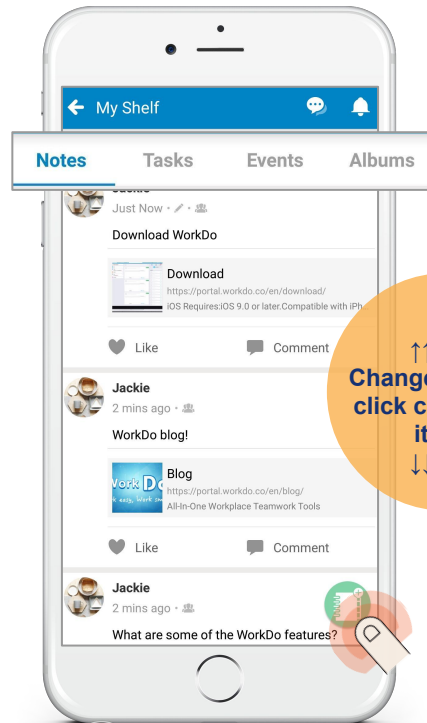 My Shelf
Notes Tasks Events Albums
Jackie
Just Now
Download WorkDo
Download
https://portal.workdo.co/en/download/
iOS Requires:iOS 9.0 or later.Compatible with iPh
Like Comment
Jackie
2 mins ago
WorkDo blog!
Blog
https://portal.workdo.co/en/blog/
All-In-One Workplace Teamwork Tools
Like Comment
Jackie
2 mins ago
What are some of the WorkDo features?
↑↑
Change
click
↓↓